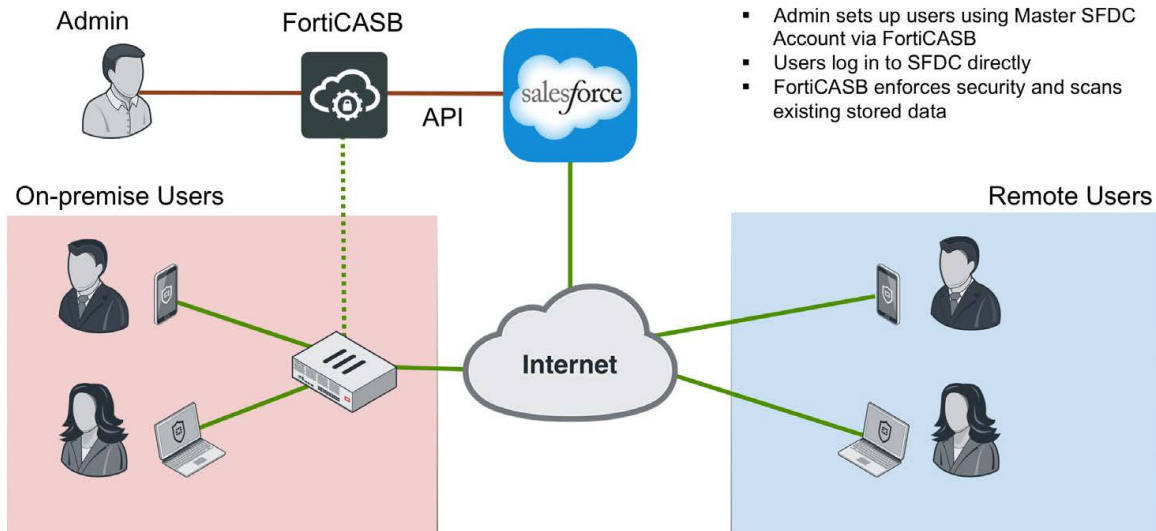 Admin
FortiCASB
salesforce
API
▪ Admin sets up users using Master SFDC
Account via FortiCASB
▪ Users log in to SFDC directly
▪ FortiCASB enforces security and scans
existing stored data
On-premise Users
Remote Users
Internet